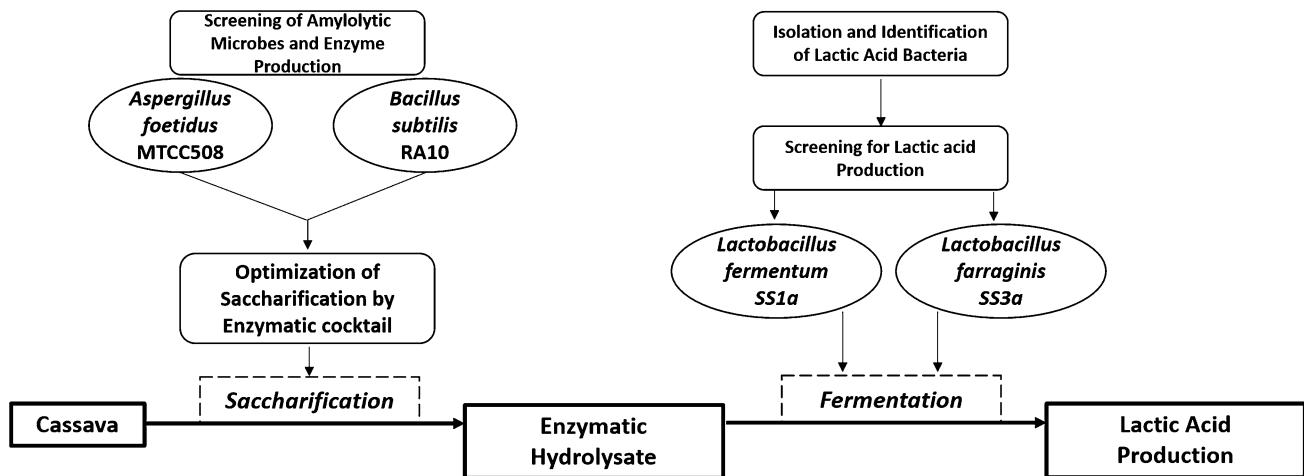 Screening of Amylolytic
Microbes and Enzyme
Production
Aspergillus
foetidus
MTCC508
Bacillus
subtilis
RA10
Optimization of
Saccharification by
Enzymatic cocktail
Isolation and Identification
of Lactic Acid Bacteria
Screening for Lactic acid
Production
Lactobacillus
fermentum
SS1a
Lactobacillus
farraginis
SS3a
Cassava
Saccharification
Enzymatic
Hydrolysate
Fermentation
Lactic Acid
Production